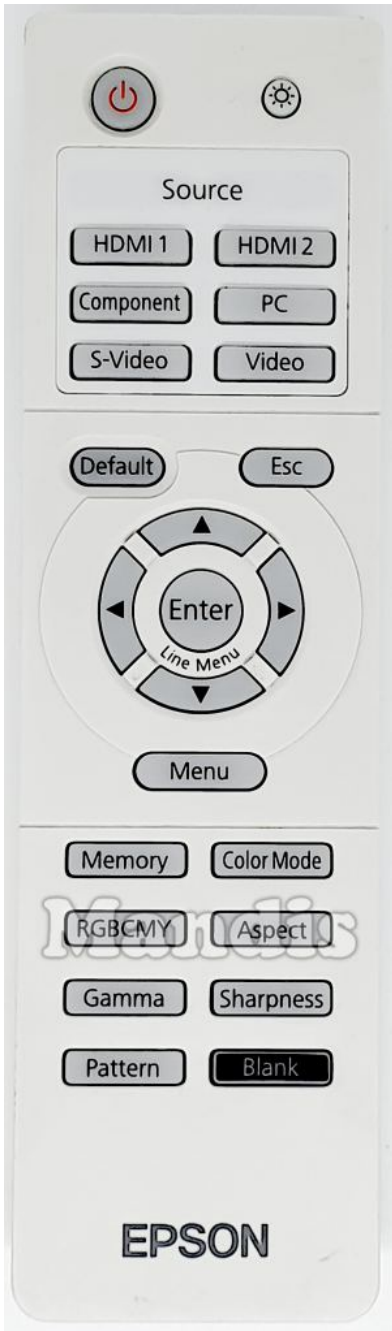 Source
HDMI 1 HDMI 2
Component PC
S-Video Video
Default Esc
Enter
Line Menu
Menu
Memory Color Mode
Mandis
RGBCMY Aspect
Gamma Sharpness
Pattern Blank
EPSON